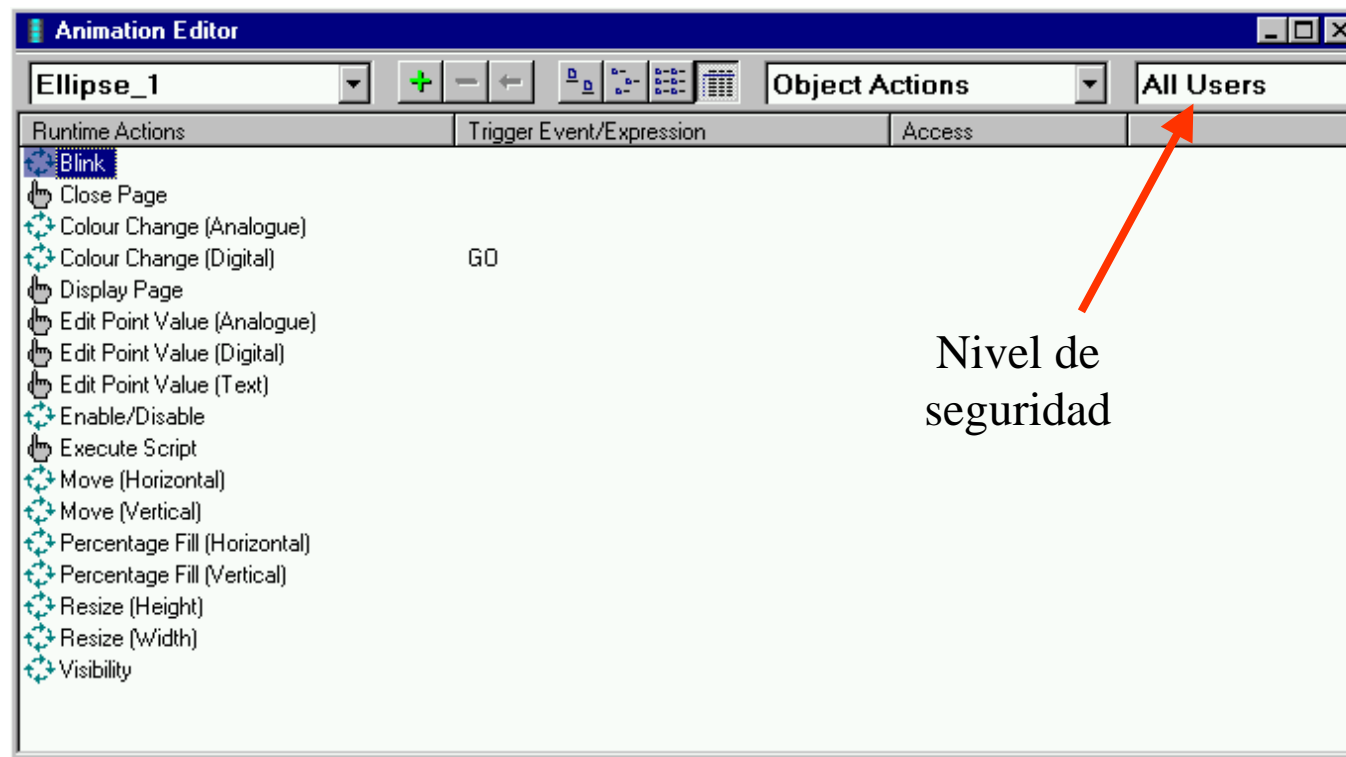 Animation Editor
Ellipse_1 Object Actions All Users
Runtime Actions Trigger Event/Expression Access
Blink
Close Page
Colour Change (Analogue)
Colour Change (Digital) GO
Display Page
Edit Point Value (Analogue)
Edit Point Value (Digital)
Edit Point Value (Text)
Enable/Disable
Execute Script
Move (Horizontal)
Move (Vertical)
Percentage Fill (Horizontal)
Percentage Fill (Vertical)
Resize (Height)
Resize (Width)
Visibility
Nivel de
seguridad